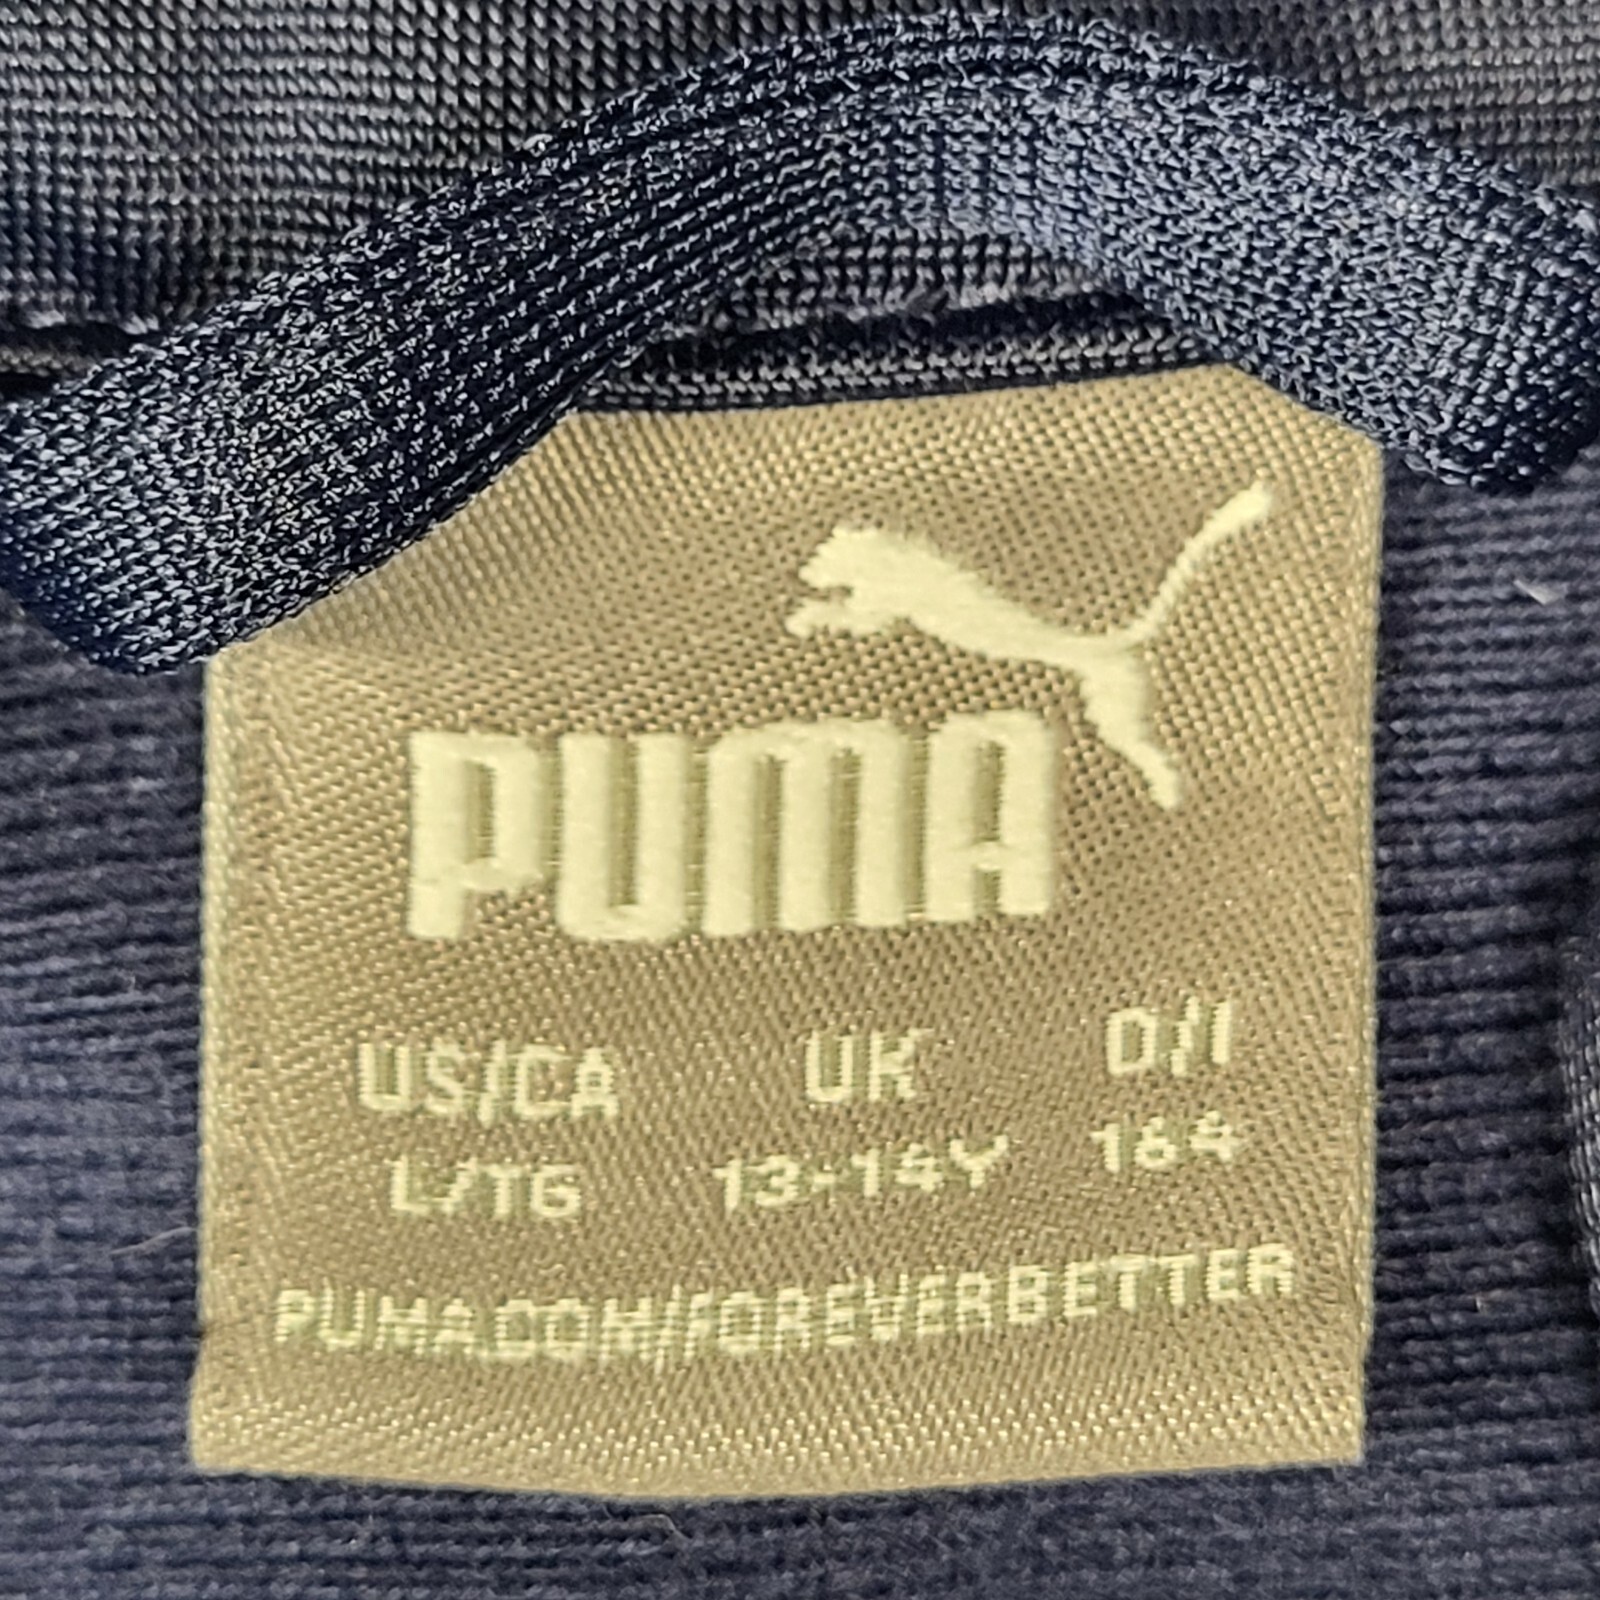 PUMA
US/CA UK D/I
L/TG 13-14Y 164
PUMA.COM/FOREVERBETTER